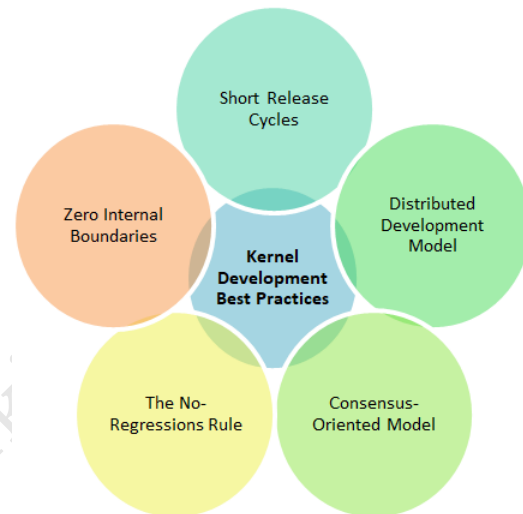 Short Release
Cycles
Zero Internal
Boundaries
Distributed
Development
Model
Kernel
Development
Best Practices
The No-
Regressions Rule
Consensus-
Oriented Model